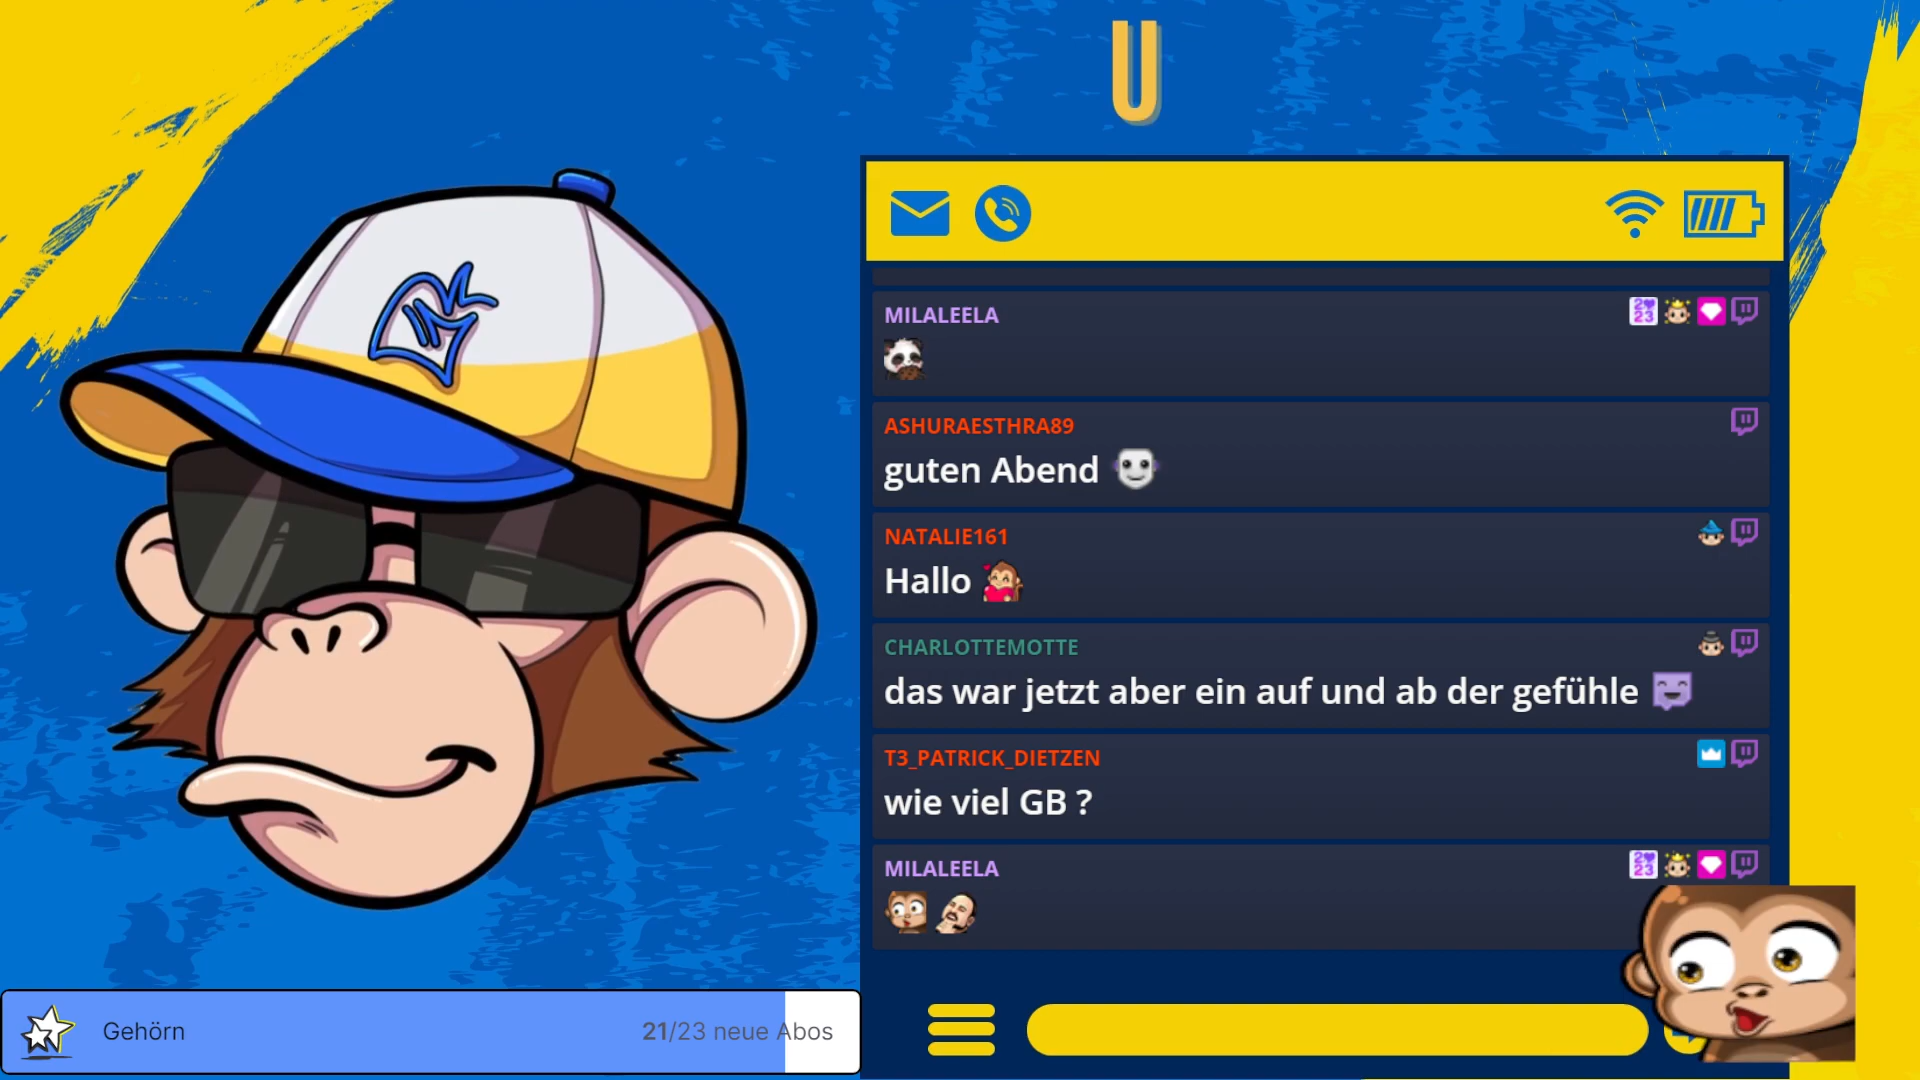 U
MILALEELA
ASHURAESTHRA89
guten Abend
NATALIE161
Hallo
CHARLOTTEMOTTE
das war jetzt aber ein auf und ab der gefühle
T3_PATRICK_DIETZEN
wie viel GB ?
MILALEELA
Gehörn 21/23 neue Abos